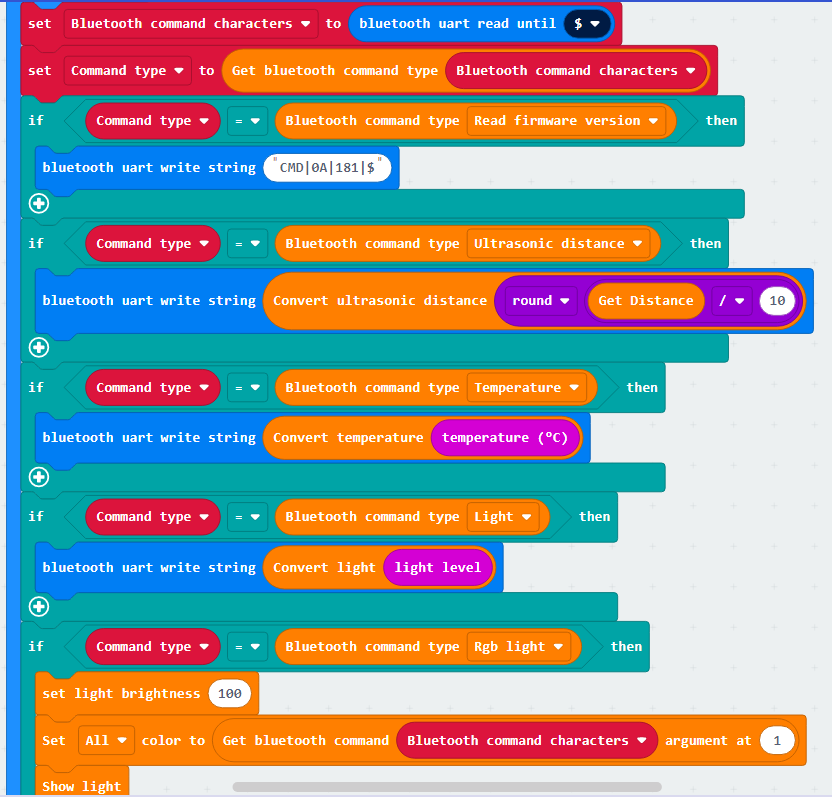 set Bluetooth command characters to bluetooth uart read until $
set Command type to Get bluetooth command type Bluetooth command characters
if Command type = Bluetooth command type Read firmware version then
bluetooth uart write string "CMD|0A|181|$"
if Command type = Bluetooth command type Ultrasonic distance then
bluetooth uart write string Convert ultrasonic distance round Get Distance / 10
if Command type = Bluetooth command type Temperature then
bluetooth uart write string Convert temperature temperature (°C)
if Command type = Bluetooth command type Light then
bluetooth uart write string Convert light light level
if Command type = Bluetooth command type Rgb light then
set light brightness 100
Set All color to Get bluetooth command Bluetooth command characters argument at 1
Show light